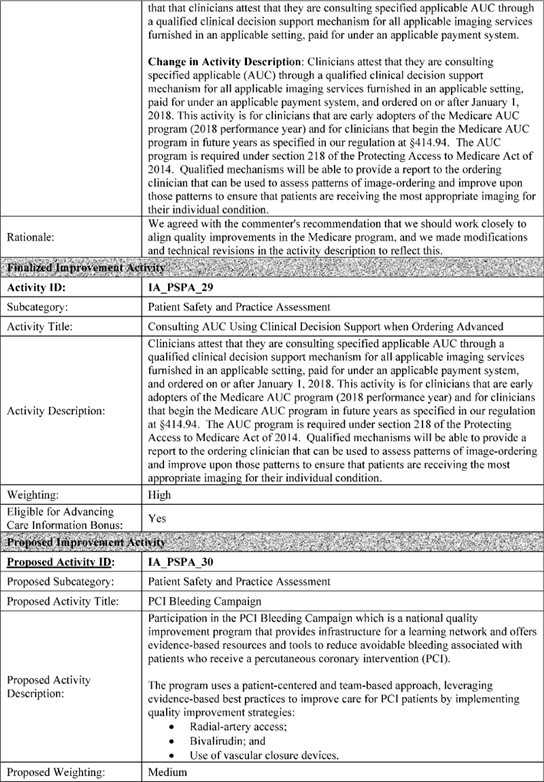 that that clinicians attest that they are consulting specified applicable AUC through
a qualified clinical decision support mechanism for all applicable imaging services
furnished in an applicable setting, paid for under an applicable payment system.
Change in Activity Description: Clinicians attest that they are consulting
specified applicable (AUC) through a qualified clinical decision support
mechanism for all applicable imaging services furnished in an applicable setting,
paid for under an applicable payment system, and ordered on or after January 1,
2018. This activity is for clinicians that are early adopters of the Medicare AUC
program (2018 performance year) and for clinicians that begin the Medicare AUC
program in future years as specified in our regulation at §414.94. The AUC
program is required under section 218 of the Protecting Access to Medicare Act of
2014. Qualified mechanisms will be able to provide a report to the ordering
clinician that can be used to assess patterns of image-ordering and improve upon
those patterns to ensure that patients are receiving the most appropriate imaging for
their individual condition.
Rationale:
We agreed with the commenter's recommendation that we should work closely to
align quality improvements in the Medicare program, and we made modifications
and technical revisions in the activity description to reflect this.
Finalized Improvement Activity
Activity ID: IA_PSPA_29
Subcategory: Patient Safety and Practice Assessment
Activity Title: Consulting AUC Using Clinical Decision Support when Ordering Advanced
Activity Description:
Clinicians attest that they are consulting specified applicable AUC through a
qualified clinical decision support mechanism for all applicable imaging services
furnished in an applicable setting, paid for under an applicable payment system,
and ordered on or after January 1, 2018. This activity is for clinicians that are early
adopters of the Medicare AUC program (2018 performance year) and for clinicians
that begin the Medicare AUC program in future years as specified in our regulation
at §414.94. The AUC program is required under section 218 of the Protecting
Access to Medicare Act of 2014. Qualified mechanisms will be able to provide a
report to the ordering clinician that can be used to assess patterns of image-ordering
and improve upon those patterns to ensure that patients are receiving the most
appropriate imaging for their individual condition.
Weighting: High
Eligible for Advancing
Care Information Bonus: Yes
Proposed Improvement Activity
Proposed Activity ID: IA_PSPA_30
Proposed Subcategory: Patient Safety and Practice Assessment
Proposed Activity Title: PCI Bleeding Campaign
Proposed Activity
Description:
Participation in the PCI Bleeding Campaign which is a national quality
improvement program that provides infrastructure for a learning network and offers
evidence-based resources and tools to reduce avoidable bleeding associated with
patients who receive a percutaneous coronary intervention (PCI).
The program uses a patient-centered and team-based approach, leveraging
evidence-based best practices to improve care for PCI patients by implementing
quality improvement strategies:
• Radial-artery access;
• Bivalirudin; and
• Use of vascular closure devices.
Proposed Weighting: Medium